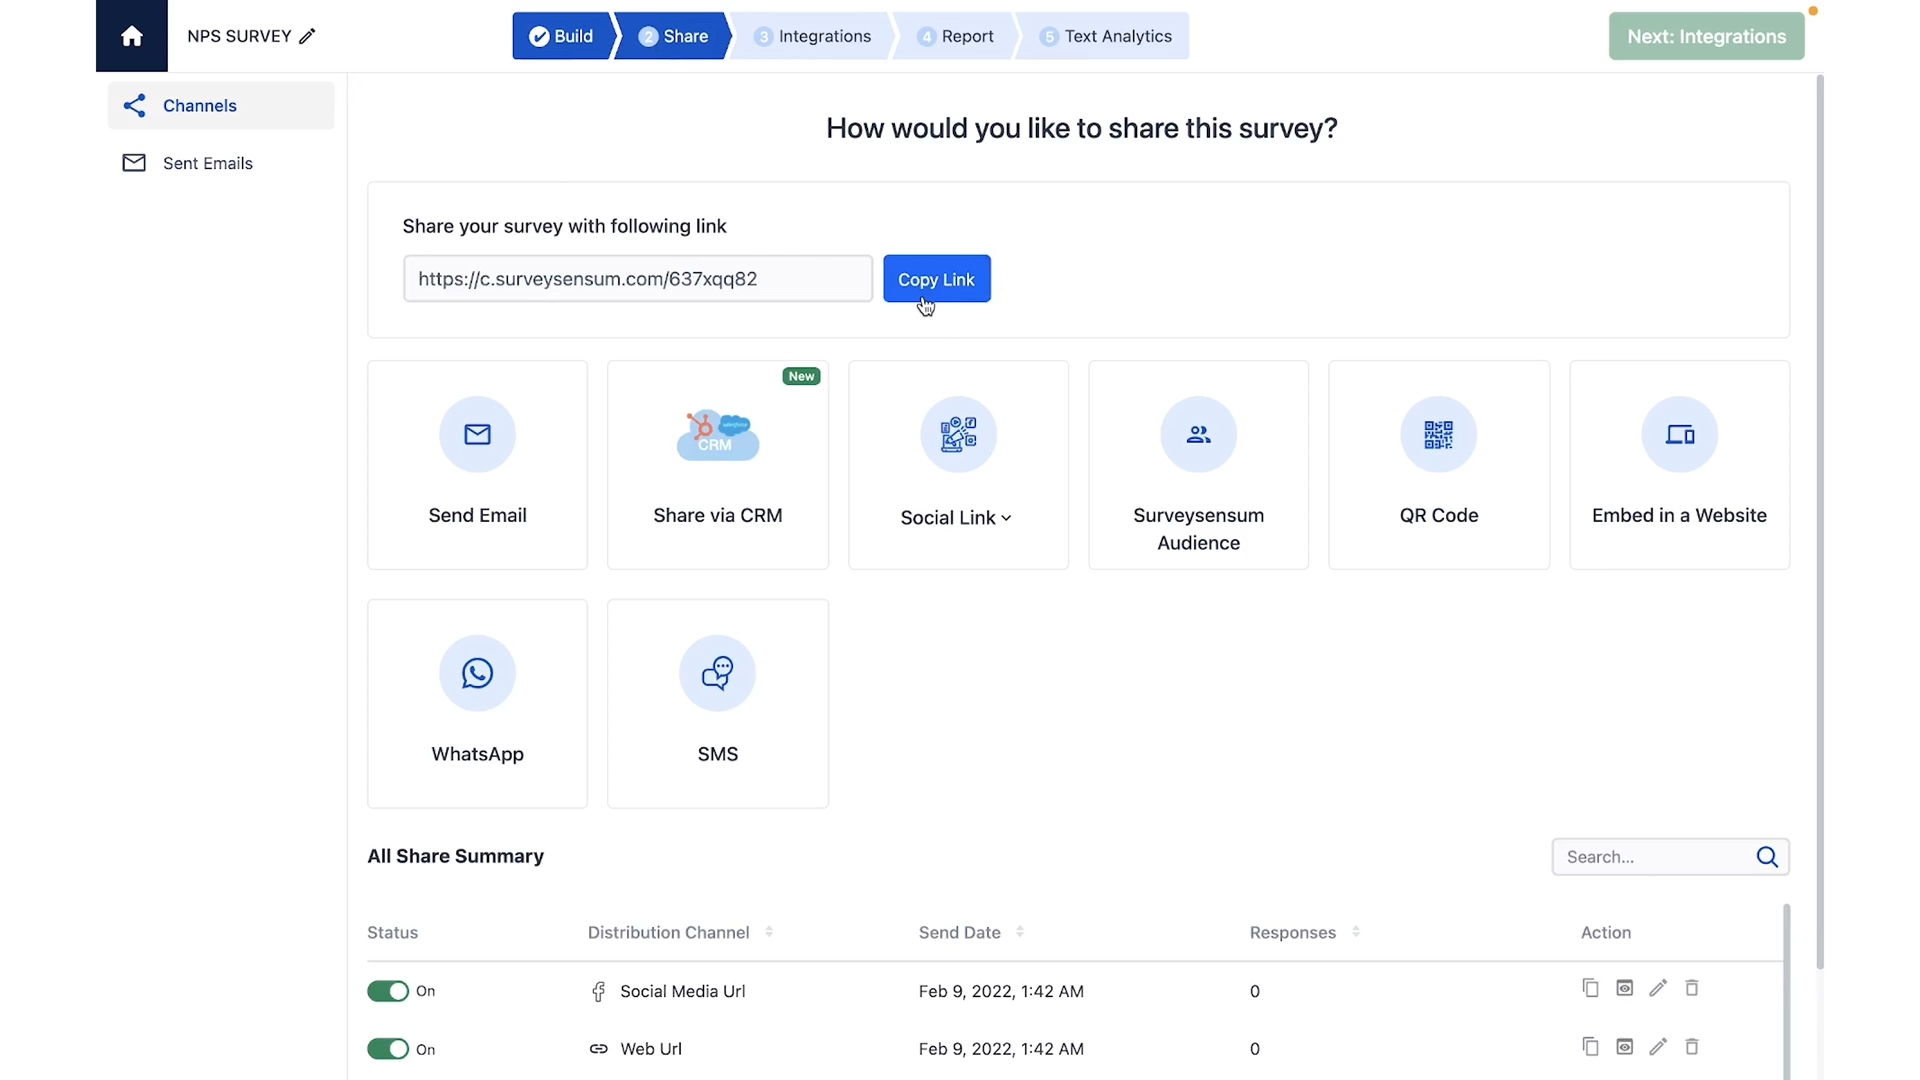 NPS SURVEY
Build
2 Share
3 Integrations
4 Report
5 Text Analytics
Next: Integrations
Channels
Sent Emails
How would you like to share this survey?
Share your survey with following link
https://c.surveysensum.com/637xqq82
Copy Link
Send Email
New
CRM
salesforce
Share via CRM
Social Link
Surveysensum
Audience
QR Code
Embed in a Website
WhatsApp
SMS
All Share Summary
Search...
Status
Distribution Channel
Send Date
Responses
Action
On
Social Media Url
Feb 9, 2022, 1:42 AM
0
On
Web Url
Feb 9, 2022, 1:42 AM
0